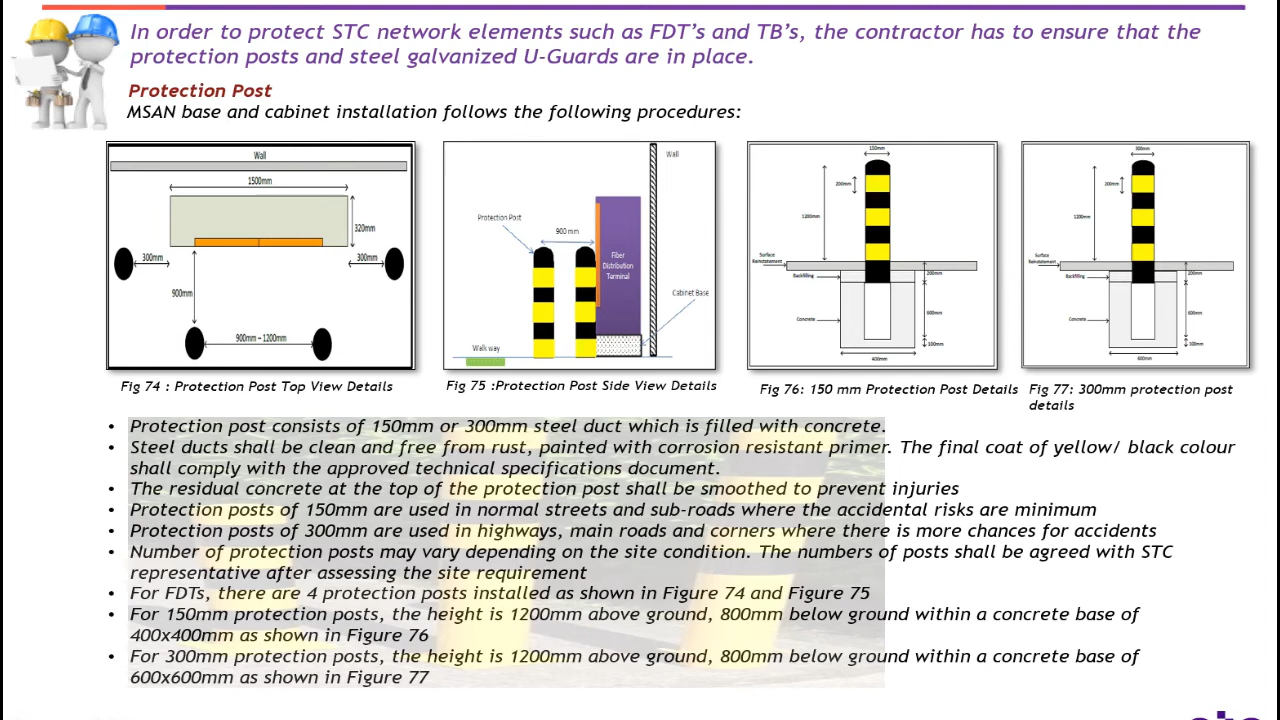 In order to protect STC network elements such as FDT’s and TB’s, the contractor has to ensure that the
protection posts and steel galvanized U-Guards are in place.
Protection Post
MSAN base and cabinet installation follows the following procedures:
Wall
1500mm
320mm
300mm
300mm
900mm
900mm – 1200mm
Fig 74 : Protection Post Top View Details
Wall
Protection Post
900 mm
Fiber
Distribution
Terminal
Cabinet Base
Walk way
Fig 75 :Protection Post Side View Details
150mm
200mm
1200mm
Surface
Reinstatement
Backfilling
200mm
Concrete
600mm
100mm
400mm
Fig 76: 150 mm Protection Post Details
300mm
200mm
1200mm
Surface
Reinstatement
Backfilling
200mm
Concrete
600mm
100mm
600mm
Fig 77: 300mm protection post
details
• Protection post consists of 150mm or 300mm steel duct which is filled with concrete.
• Steel ducts shall be clean and free from rust, painted with corrosion resistant primer. The final coat of yellow/ black colour
shall comply with the approved technical specifications document.
• The residual concrete at the top of the protection post shall be smoothed to prevent injuries
• Protection posts of 150mm are used in normal streets and sub-roads where the accidental risks are minimum
• Protection posts of 300mm are used in highways, main roads and corners where there is more chances for accidents
• Number of protection posts may vary depending on the site condition. The numbers of posts shall be agreed with STC
representative after assessing the site requirement
• For FDTs, there are 4 protection posts installed as shown in Figure 74 and Figure 75
• For 150mm protection posts, the height is 1200mm above ground, 800mm below ground within a concrete base of
400x400mm as shown in Figure 76
• For 300mm protection posts, the height is 1200mm above ground, 800mm below ground within a concrete base of
600x600mm as shown in Figure 77